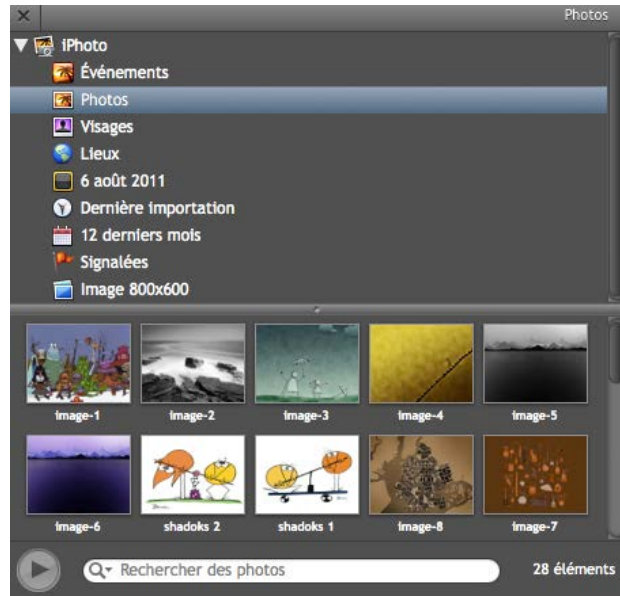 Photos
iPhoto
Événements
Photos
Visages
Lieux
6 août 2011
Dernière importation
12 derniers mois
Signalées
Image 800x600
image-1 image-2 image-3 image-4 image-5
image-6 shadoks 2 shadoks 1 image-8 image-7
Rechercher des photos 28 éléments